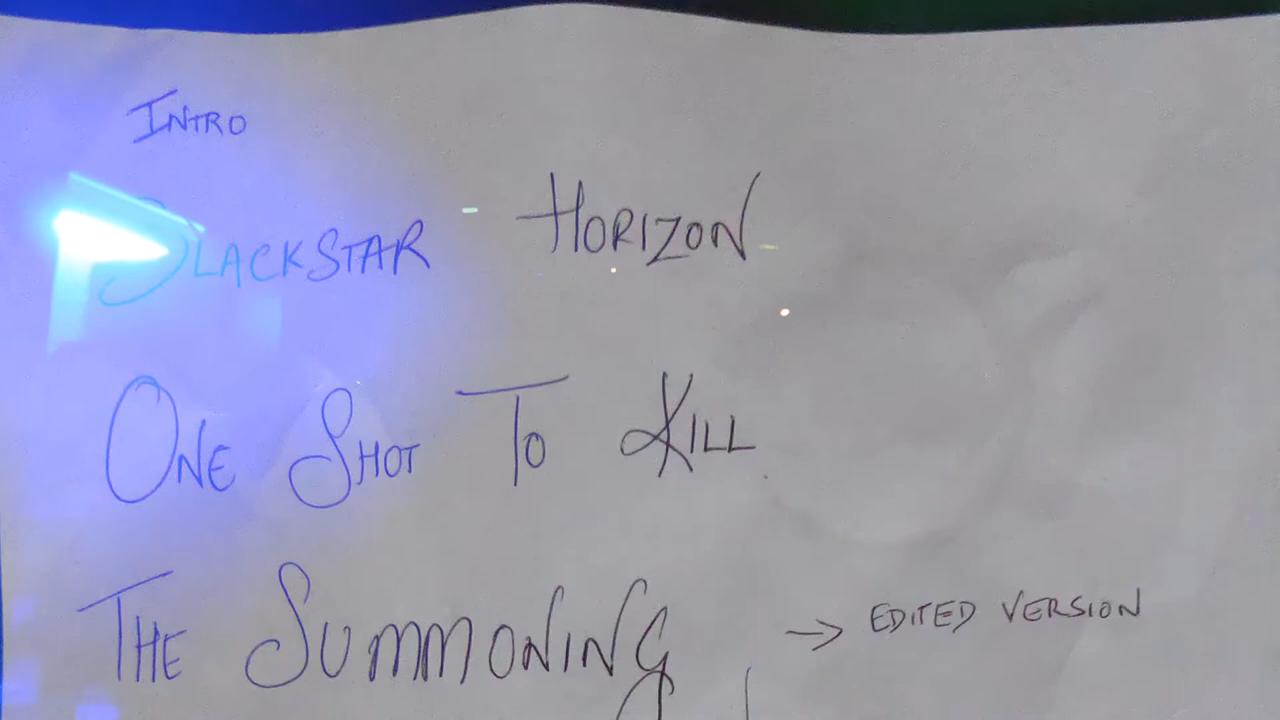 INTRO
BLACKSTAR HORIZON
ONE SHOT TO KILL
THE SUMMONING → EDITED VERSION